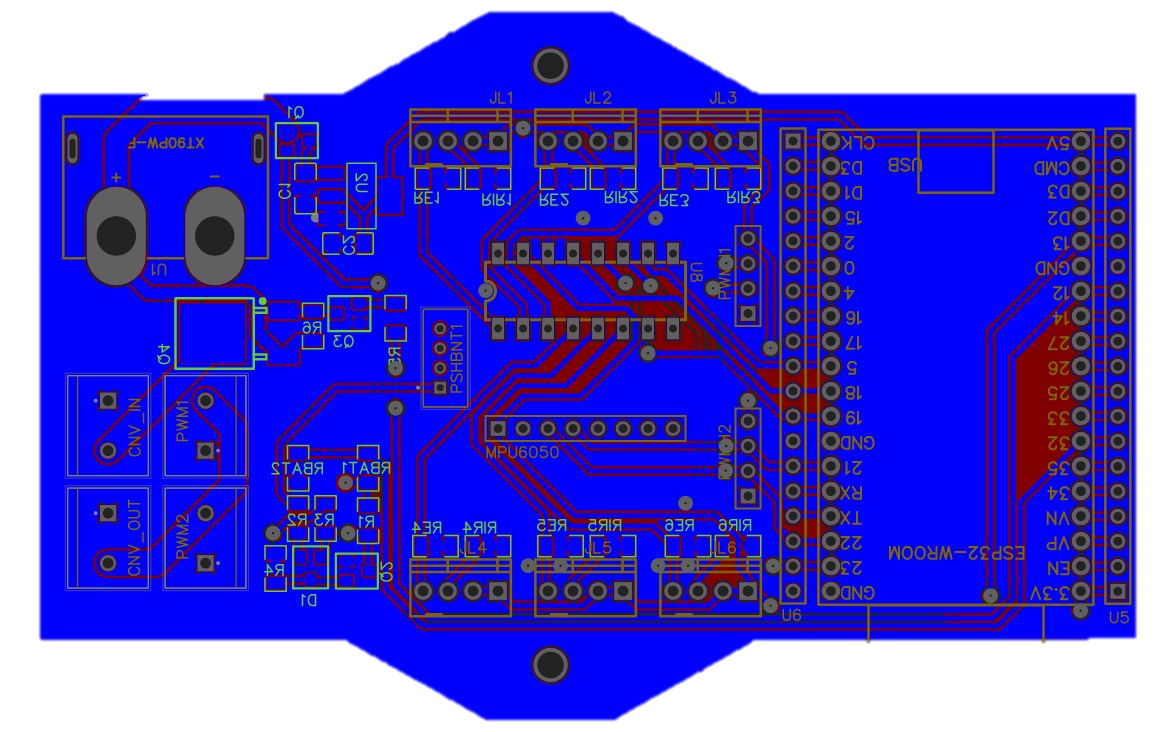 JL1
JL2
JL3
Q1
XT90PW-F
+
-
U1
C1
U2
C2
RE1
RIR1
RE2
RIR2
RE3
RIR3
U8
Q4
R6
Q3
PSHBNT1
CNV_IN
PWM1
CNV_OUT
PWM2
MPU6050
RBAT2
RBAT1
R2
R3
R1
R4
D1
Q2
RE4
RIR4
RE5
RIR5
RE6
RIR6
JL4
JL5
JL6
USB
CLK
D3
D1
15
2
0
4
16
17
5
18
19
GND
21
RX
TX
22
23
GND
5V
CMD
D3
D2
13
GND
12
14
27
26
25
33
32
35
34
VN
VP
EN
3.3V
ESP32-WROOM
U6
U5